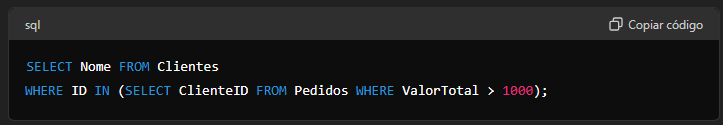 sql
Copiar código
SELECT Nome FROM Clientes
WHERE ID IN (SELECT ClienteID FROM Pedidos WHERE ValorTotal > 1000);